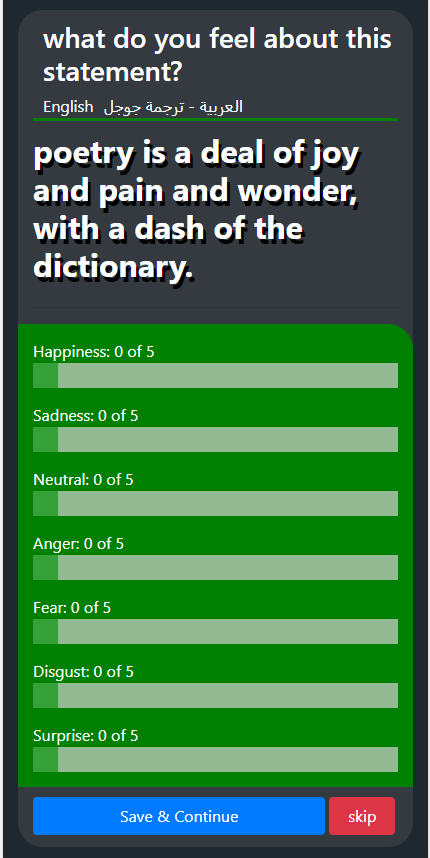 what do you feel about this
statement?
English العربية - ترجمة جوجل
poetry is a deal of joy
and pain and wonder,
with a dash of the
dictionary.
Happiness: 0 of 5
Sadness: 0 of 5
Neutral: 0 of 5
Anger: 0 of 5
Fear: 0 of 5
Disgust: 0 of 5
Surprise: 0 of 5
Save & Continue skip